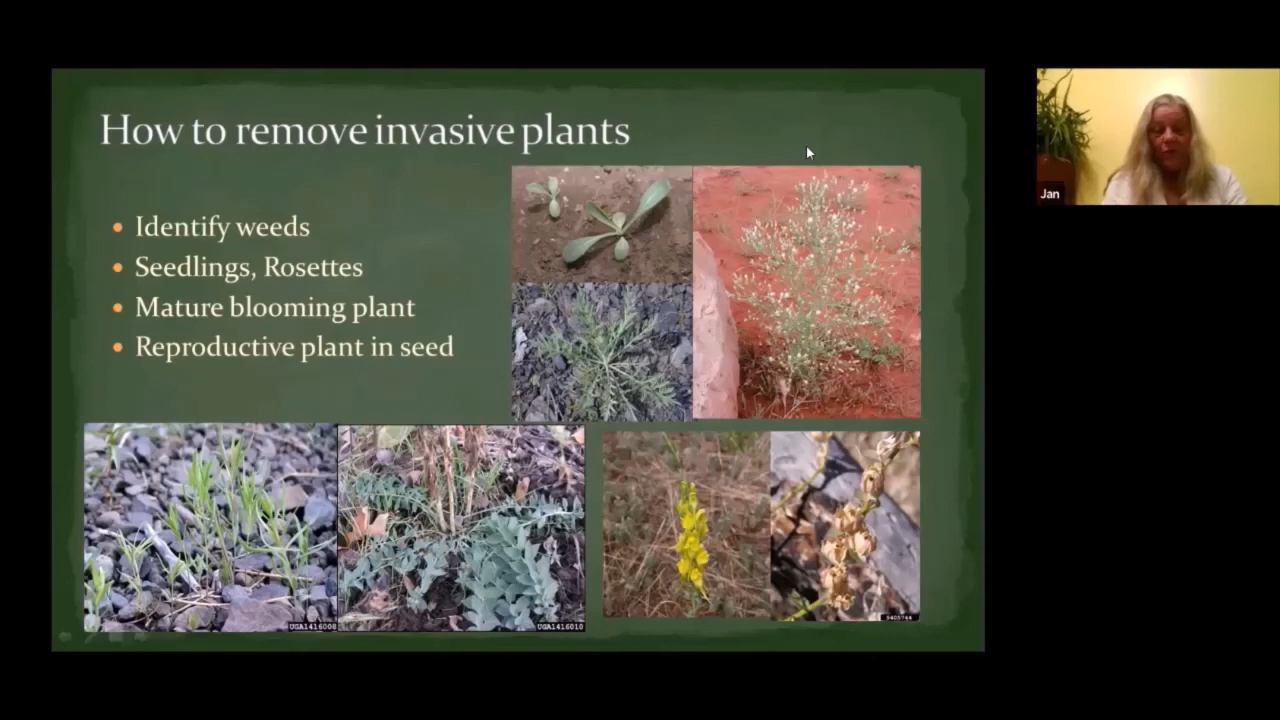 How to remove invasive plants
Identify weeds
Seedlings, Rosettes
Mature blooming plant
Reproductive plant in seed
Jan
UGA1416008
UGA1416010
5405744